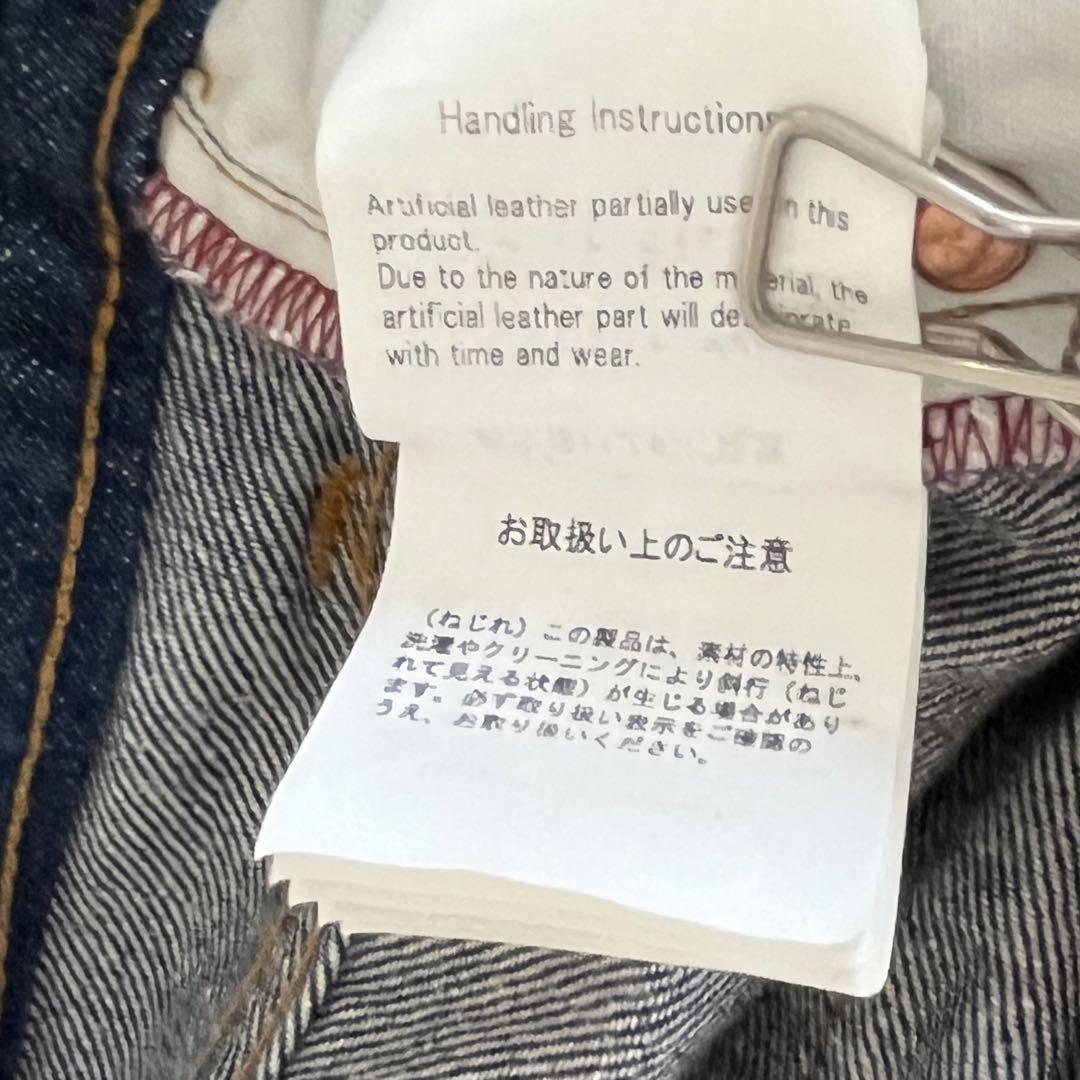 Handling Instructions
Artificial leather partially used in this
product.
Due to the nature of the material, the
artificial leather part will deteriorate
with time and wear.
お取扱い上のご注意
（ねじれ）この製品は、素材の特性上、
洗濯やクリーニングにより斜行（ねじ
れて見える状態）が生じる場合があり
ます。必ず取り扱い表示をご確認の
うえ、お取り扱いください。